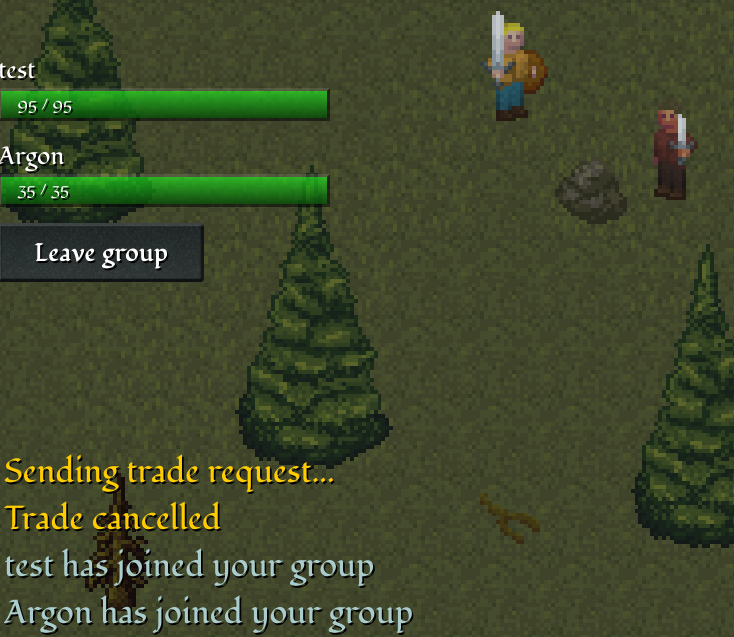 test
95 / 95
Argon
35 / 35
Leave group
Sending trade request...
Trade cancelled
test has joined your group
Argon has joined your group